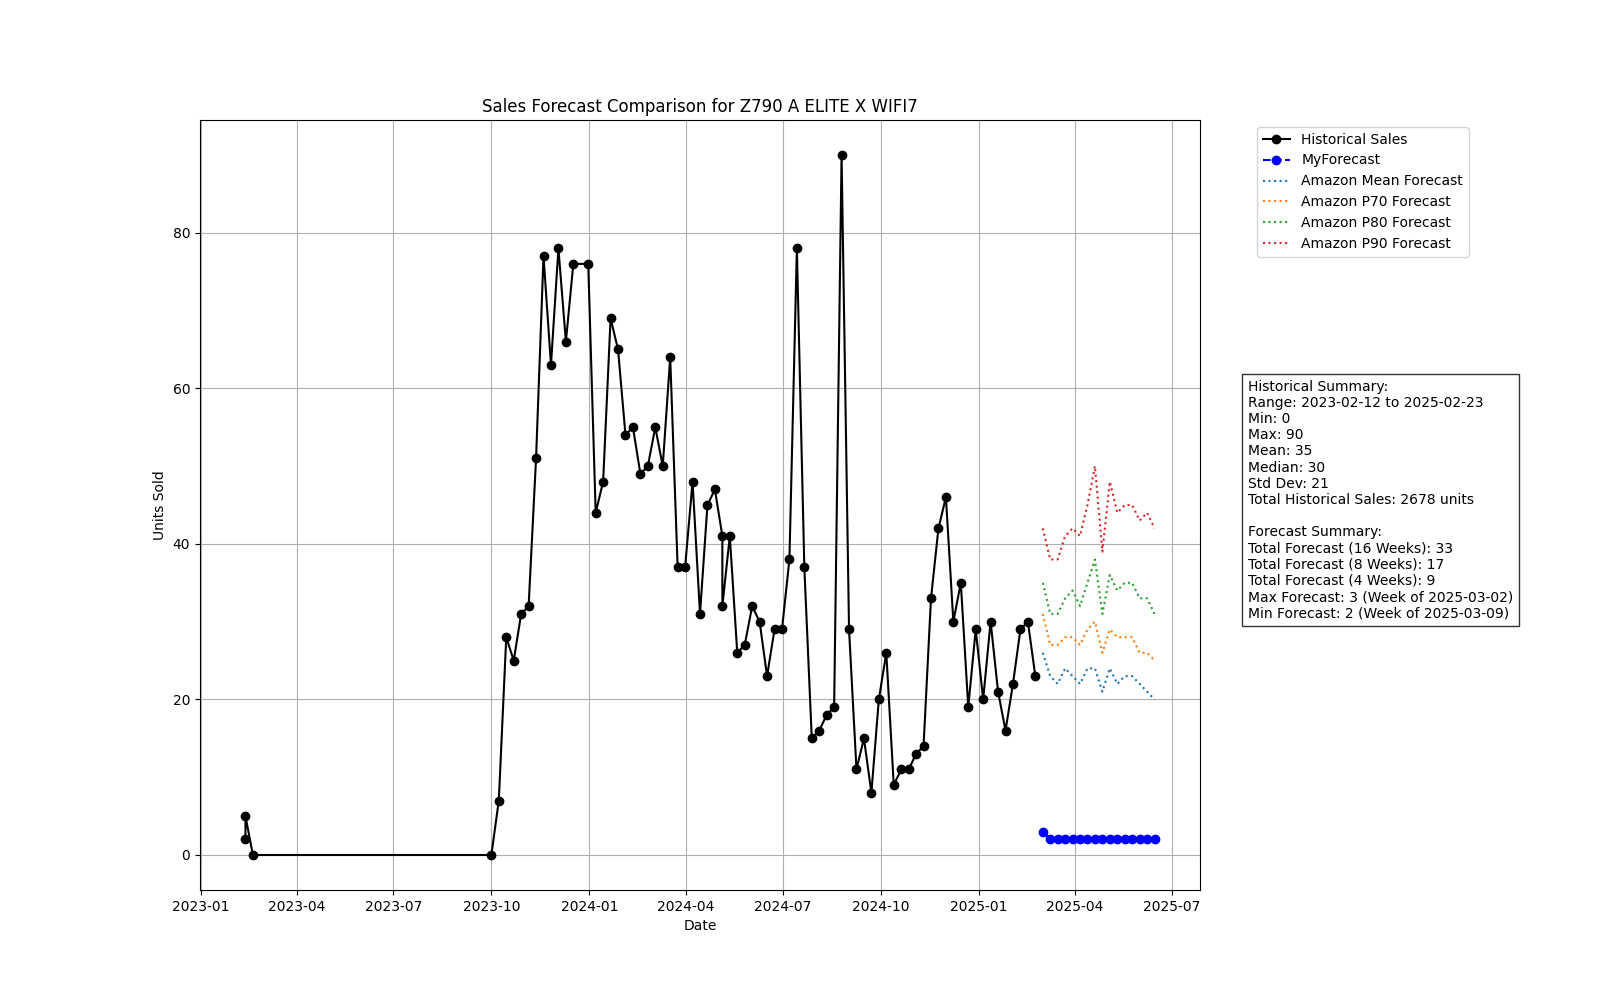 Sales Forecast Comparison for Z790 A ELITE X WIFI7
Historical Sales
MyForecast
Amazon Mean Forecast
Amazon P70 Forecast
Amazon P80 Forecast
Amazon P90 Forecast
80
60
40
20
0
Units Sold
2023-01
2023-04
2023-07
2023-10
2024-01
2024-04
2024-07
2024-10
2025-01
2025-04
2025-07
Date
Historical Summary:
Range: 2023-02-12 to 2025-02-23
Min: 0
Max: 90
Mean: 35
Median: 30
Std Dev: 21
Total Historical Sales: 2678 units
Forecast Summary:
Total Forecast (16 Weeks): 33
Total Forecast (8 Weeks): 17
Total Forecast (4 Weeks): 9
Max Forecast: 3 (Week of 2025-03-02)
Min Forecast: 2 (Week of 2025-03-09)